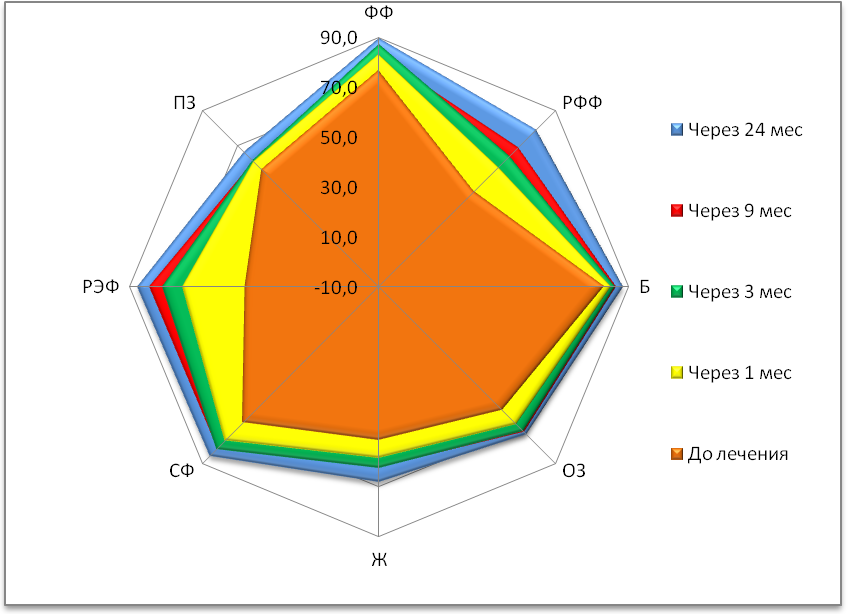 ФФ
90,0
ПЗ
РФФ
70,0
Через 24 мес
50,0
30,0
Через 9 мес
10,0
РЭФ
-10,0
Б
Через 3 мес
Через 1 мес
СФ
ОЗ
До лечения
Ж